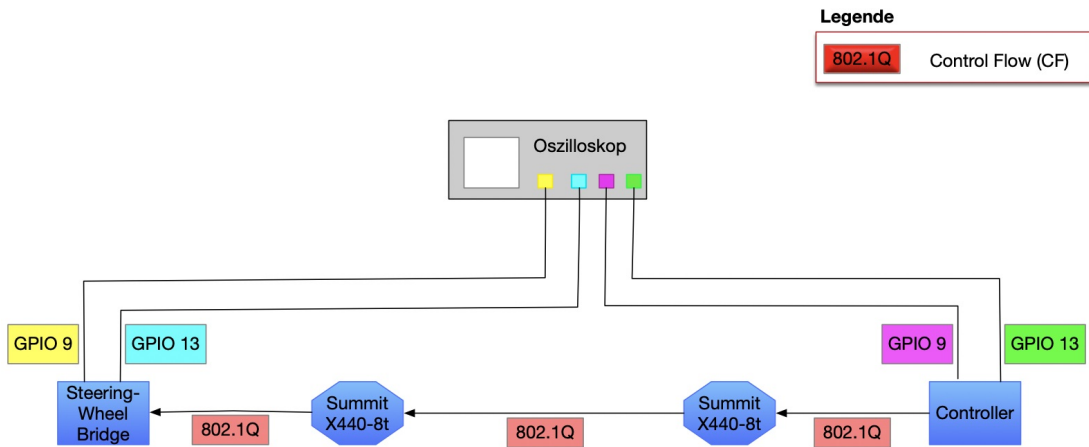 Legende
802.1Q
Control Flow (CF)
Oszilloskop
GPIO 9
GPIO 13
GPIO 9
GPIO 13
Steering-
Wheel
Bridge
802.1Q
Summit
X440-8t
802.1Q
Summit
X440-8t
802.1Q
Controller